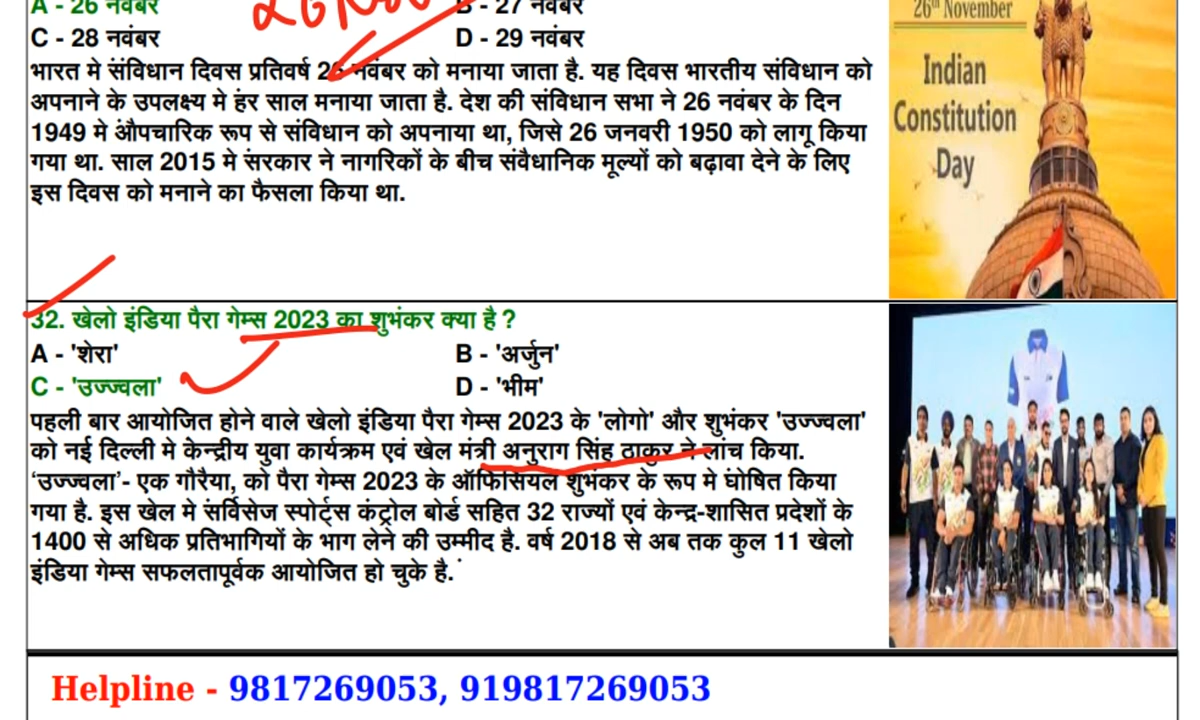 A - 26 नवंबर
B - 27 नवंबर
C - 28 नवंबर
D - 29 नवंबर
भारत मे संविधान दिवस प्रतिवर्ष 26 नवंबर को मनाया जाता है. यह दिवस भारतीय संविधान को
अपनाने के उपलक्ष्य मे हर साल मनाया जाता है. देश की संविधान सभा ने 26 नवंबर के दिन
1949 मे औपचारिक रूप से संविधान को अपनाया था, जिसे 26 जनवरी 1950 को लागू किया
गया था. साल 2015 मे सरकार ने नागरिकों के बीच संवैधानिक मूल्यों को बढ़ावा देने के लिए
इस दिवस को मनाने का फैसला किया था.
26th November
Indian
Constitution
Day
32. खेलो इंडिया पैरा गेम्स 2023 का शुभंकर क्या है ?
A - 'शेरा'
B - 'अर्जुन'
C - 'उज्ज्वला'
D - 'भीम'
पहली बार आयोजित होने वाले खेलो इंडिया पैरा गेम्स 2023 के 'लोगो' और शुभंकर 'उज्ज्वला'
को नई दिल्ली मे केन्द्रीय युवा कार्यक्रम एवं खेल मंत्री अनुराग सिंह ठाकुर ने लांच किया.
‘उज्ज्वला’- एक गौरैया, को पैरा गेम्स 2023 के ऑफिसियल शुभंकर के रूप मे घोषित किया
गया है. इस खेल मे सर्विसेज स्पोर्ट्स कंट्रोल बोर्ड सहित 32 राज्यों एवं केन्द्र-शासित प्रदेशों के
1400 से अधिक प्रतिभागियों के भाग लेने की उम्मीद है. वर्ष 2018 से अब तक कुल 11 खेलो
इंडिया गेम्स सफलतापूर्वक आयोजित हो चुके है.
Helpline - 9817269053, 919817269053